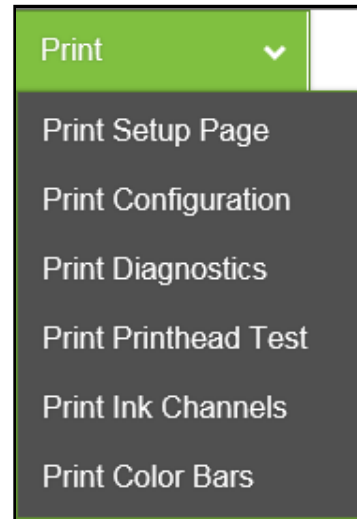 Print
Print Setup Page
Print Configuration
Print Diagnostics
Print Printhead Test
Print Ink Channels
Print Color Bars